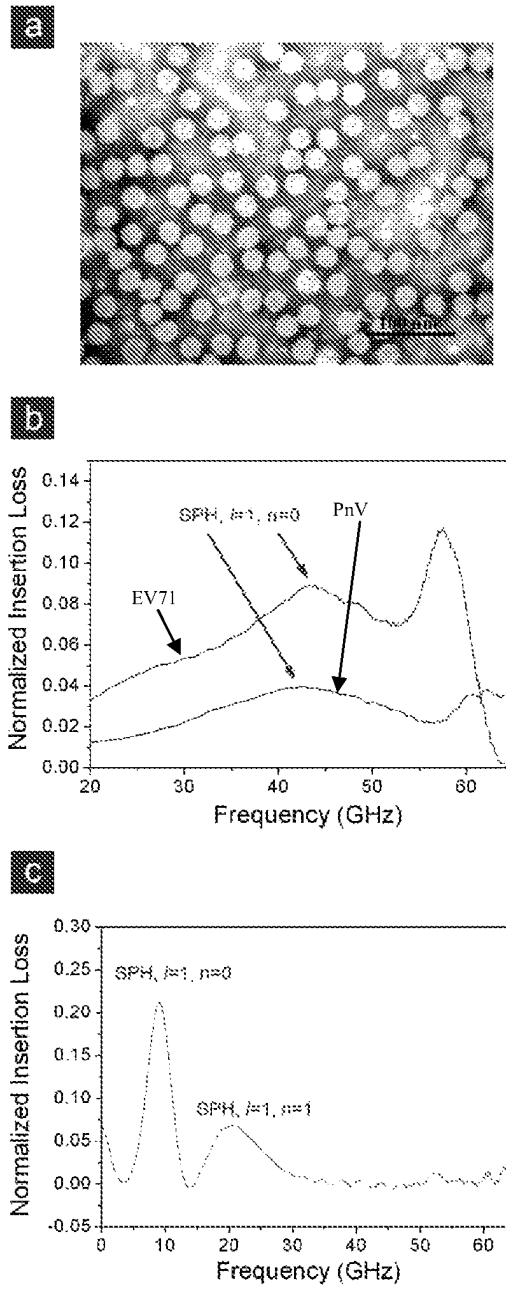 a
100 nm
b
0.14
0.12
0.10
0.08
0.06
0.04
0.02
0.00
Normalized Insertion Loss
SPH, l=1, n=0
PnV
EV71
20 30 40 50 60
Frequency (GHz)
c
0.30
0.25
0.20
0.15
0.10
0.05
0.00
-0.05
Normalized Insertion Loss
SPH, l=1, n=0
SPH, l=1, n=1
0 10 20 30 40 50 60
Frequency (GHz)